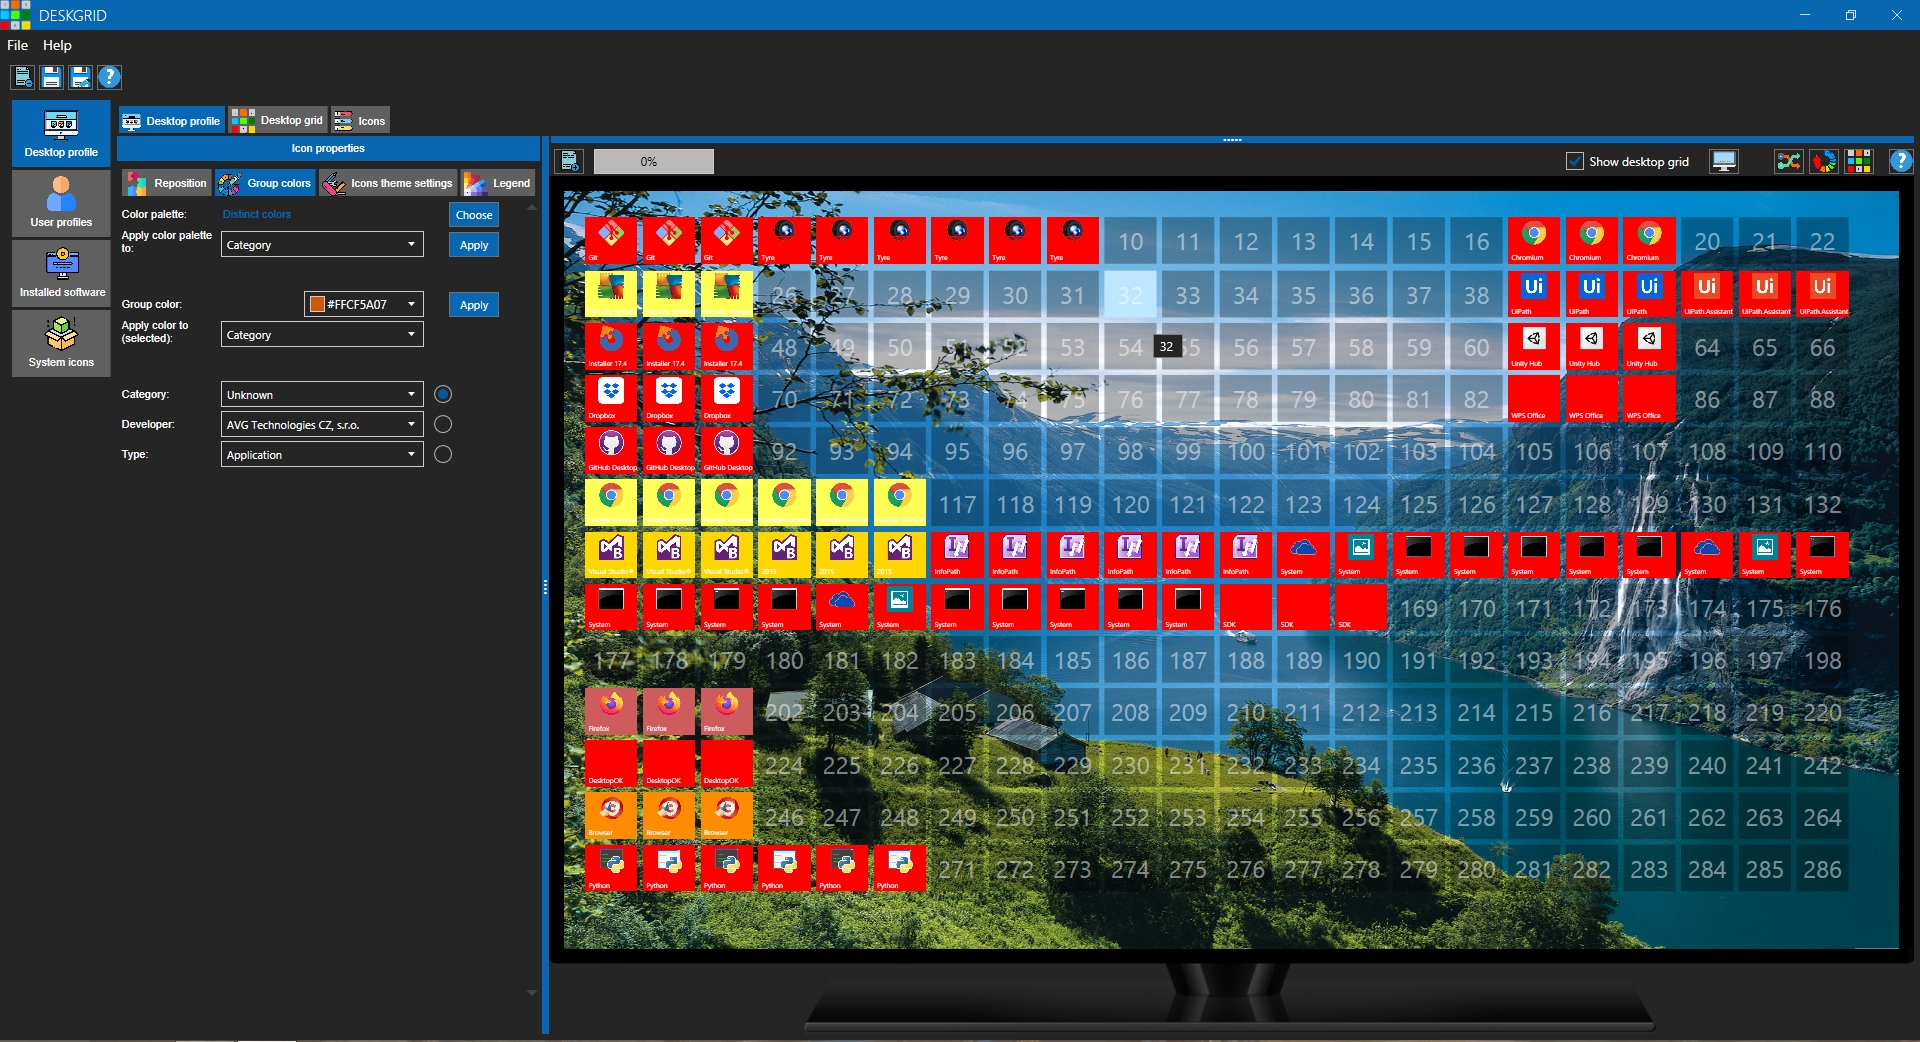 DESKGRID
File Help
Desktop profile Desktop grid Icons
Desktop profile
User profiles
Installed software
System icons
Icon properties
Reposition Group colors Icons theme settings Legend
Color palette: Distinct colors Choose
Apply color palette to: Category Apply
Group color: #FFCF5A07 Apply
Apply color to (selected): Category
Category: Unknown
Developer: AVG Technologies CZ, s.r.o.
Type: Application
0% Show desktop grid
Git Git Git Tyre Tyre Tyre Tyre Tyre Tyre 10 11 12 13 14 15 16 Chromium Chromium Chromium 20 21 22
26 27 28 29 30 31 32 33 34 35 36 37 38 UiPath UiPath UiPath UiPath.Assistant UiPath.Assistant UiPath.Assistant
Installer 17.4 Installer 17.4 Installer 17.4 48 49 50 51 52 53 54 32 55 56 57 58 59 60 Unity Hub Unity Hub Unity Hub 64 65 66
Dropbox Dropbox Dropbox 70 71 72 73 74 75 76 77 78 79 80 81 82 WPS Office WPS Office WPS Office 86 87 88
GitHub Desktop GitHub Desktop GitHub Desktop 92 93 94 95 96 97 98 99 100 101 102 103 104 105 106 107 108 109 110
117 118 119 120 121 122 123 124 125 126 127 128 129 130 131 132
Visual Studio® Visual Studio® Visual Studio® 2015 2015 2015 InfoPath InfoPath InfoPath InfoPath InfoPath InfoPath System System System System System System System System System System
System System System System System System System System System System System SDK SDK SDK 169 170 171 172 173 174 175 176
177 178 179 180 181 182 183 184 185 186 187 188 189 190 191 192 193 194 195 196 197 198
Firefox Firefox Firefox 202 203 204 205 206 207 208 209 210 211 212 213 214 215 216 217 218 219 220
DesktopOK DesktopOK DesktopOK 224 225 226 227 228 229 230 231 232 233 234 235 236 237 238 239 240 241 242
Browser Browser Browser 246 247 248 249 250 251 252 253 254 255 256 257 258 259 260 261 262 263 264
Python Python Python Python Python Python 271 272 273 274 275 276 277 278 279 280 281 282 283 284 285 286